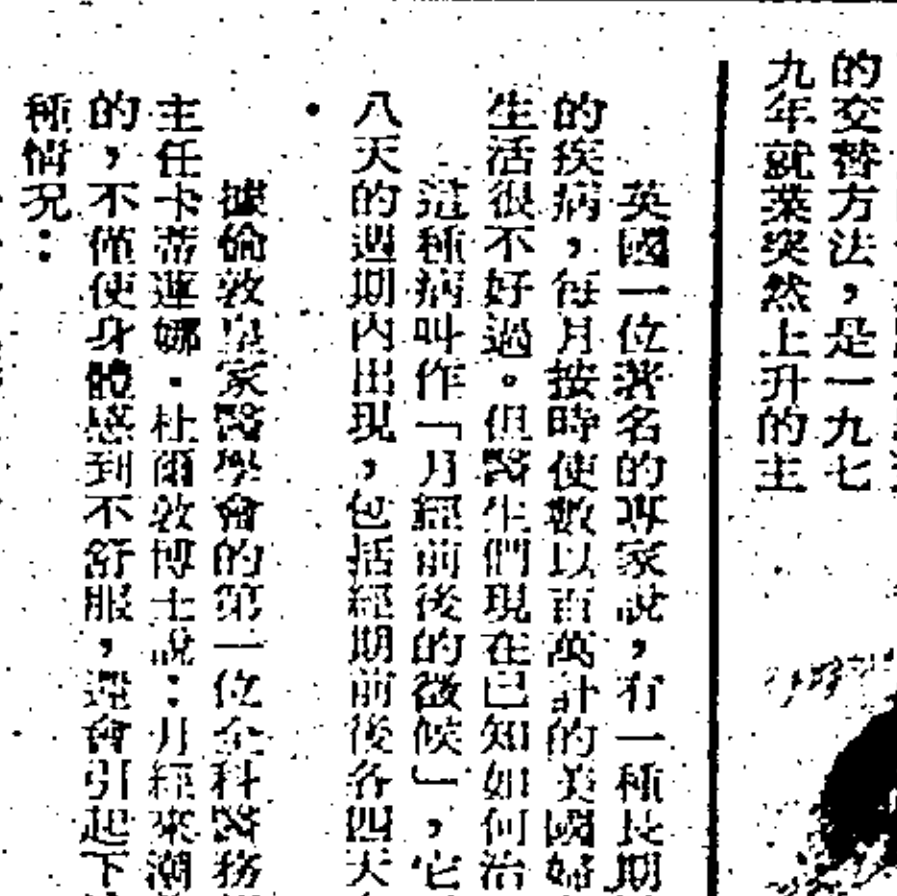 的交替方法，是一九七
九年就業突然上升的主
英國一位著名的專家說，有一種長期
的疾病，每月按時使數以百萬計的美國婦
生活很不好過。但醫生們現在已知如何治
這種病叫作「月經前後的徵候」，它
八天的週期內出現，包括經期前後各四天
據倫敦皇家醫學會的第一位全科醫務
主任卡蒂蓮娜·杜爾敦博士說：月經來潮
的，不僅使身體感到不舒服，還會引起下
種情況：